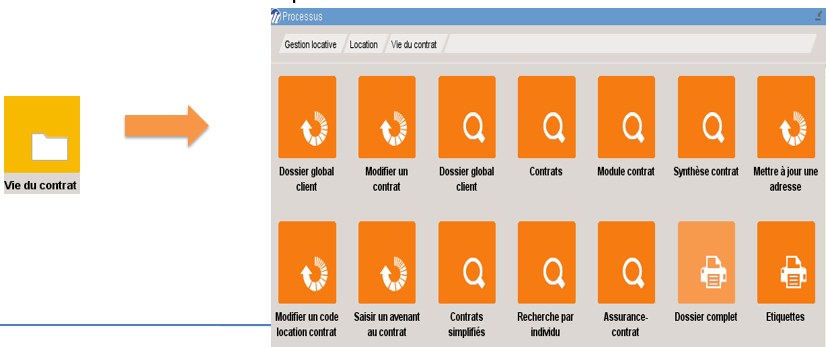 Processus
Gestion locative
Location
Vie du contrat
Vie du contrat
Dossier global
client
Modifier un
contrat
Dossier global
client
Contrats
Module contrat
Synthèse contrat
Mettre à jour une
adresse
Modifier un code
location contrat
Saisir un avenant
au contrat
Contrats
simplifiés
Recherche par
individu
Assurance-
contrat
Dossier complet
Etiquettes